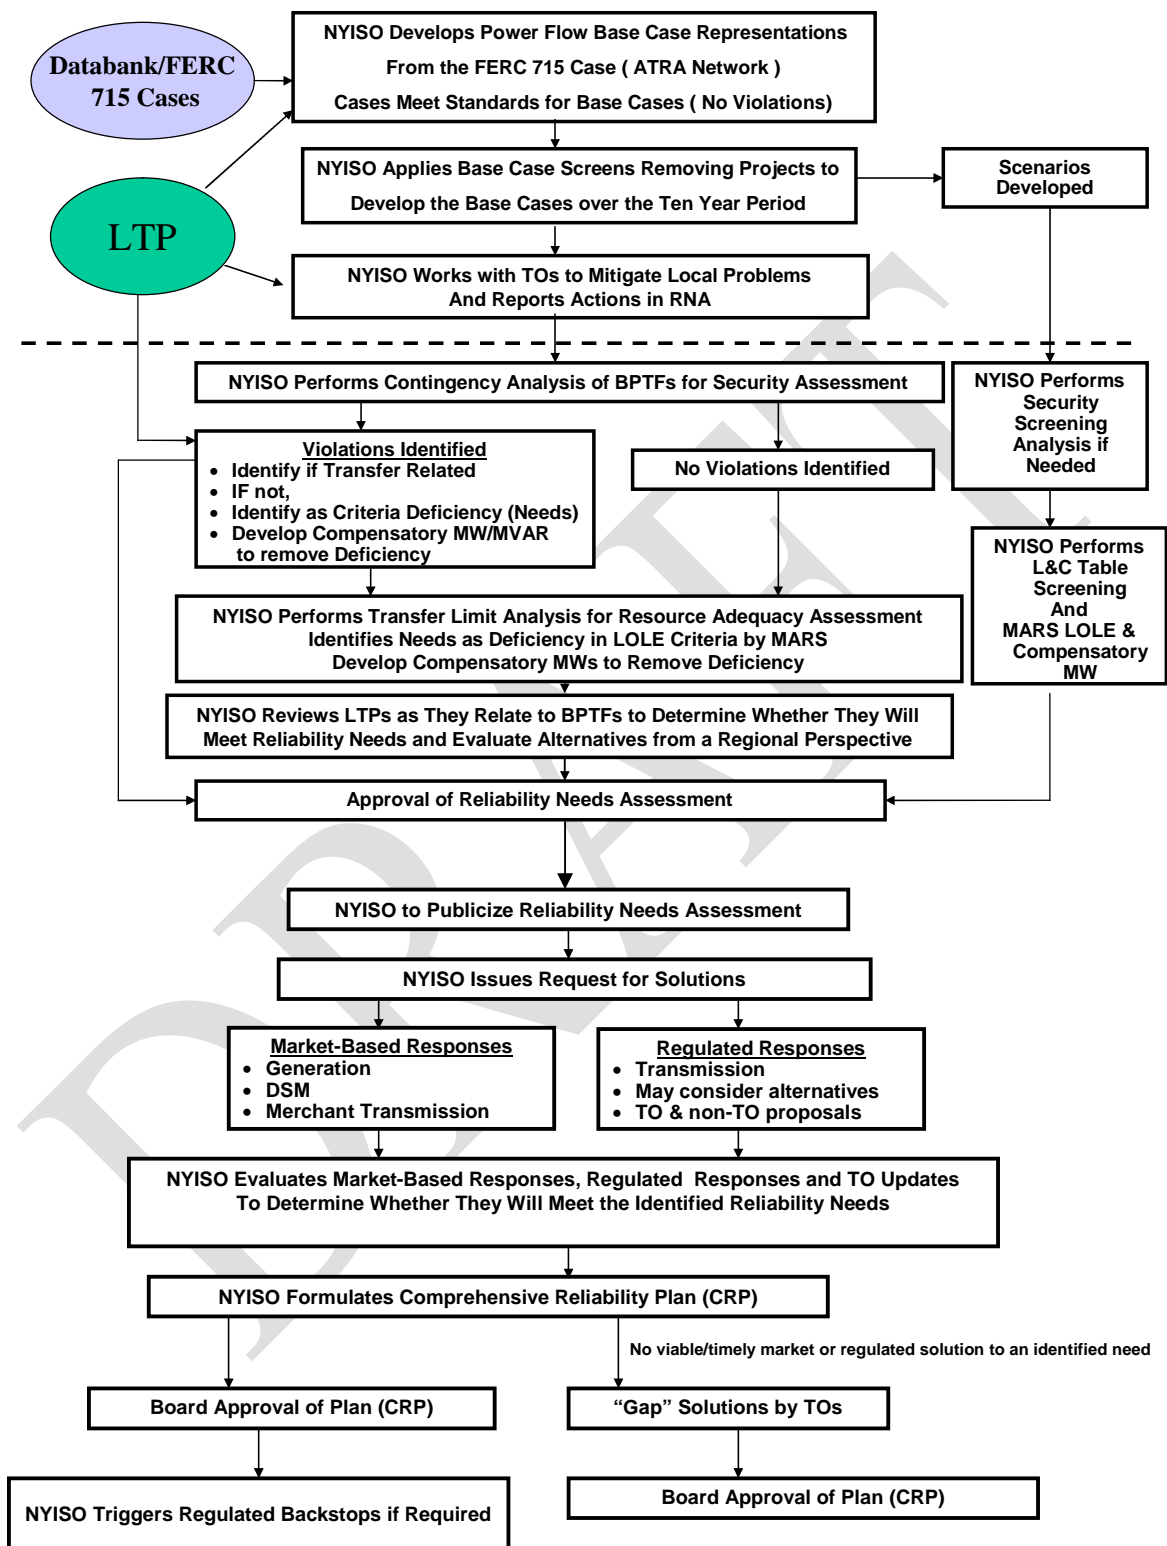 Databank/FERC
715 Cases
NYISO Develops Power Flow Base Case Representations
From the FERC 715 Case ( ATRA Network )
Cases Meet Standards for Base Cases ( No Violations)
LTP
NYISO Applies Base Case Screens Removing Projects to
Develop the Base Cases over the Ten Year Period
Scenarios
Developed
NYISO Works with TOs to Mitigate Local Problems
And Reports Actions in RNA
NYISO Performs Contingency Analysis of BPTFs for Security Assessment
NYISO Performs
Security
Screening
Analysis if
Needed
Violations Identified
• Identify if Transfer Related
• IF not,
• Identify as Criteria Deficiency (Needs)
• Develop Compensatory MW/MVAR
to remove Deficiency
No Violations Identified
NYISO Performs
L&C Table
Screening
And
MARS LOLE &
Compensatory
MW
NYISO Performs Transfer Limit Analysis for Resource Adequacy Assessment
Identifies Needs as Deficiency in LOLE Criteria by MARS
Develop Compensatory MWs to Remove Deficiency
NYISO Reviews LTPs as They Relate to BPTFs to Determine Whether They Will
Meet Reliability Needs and Evaluate Alternatives from a Regional Perspective
Approval of Reliability Needs Assessment
NYISO to Publicize Reliability Needs Assessment
NYISO Issues Request for Solutions
Market-Based Responses
• Generation
• DSM
• Merchant Transmission
Regulated Responses
• Transmission
• May consider alternatives
• TO & non-TO proposals
NYISO Evaluates Market-Based Responses, Regulated Responses and TO Updates
To Determine Whether They Will Meet the Identified Reliability Needs
NYISO Formulates Comprehensive Reliability Plan (CRP)
No viable/timely market or regulated solution to an identified need
Board Approval of Plan (CRP)
“Gap” Solutions by TOs
NYISO Triggers Regulated Backstops if Required
Board Approval of Plan (CRP)
DRAFT